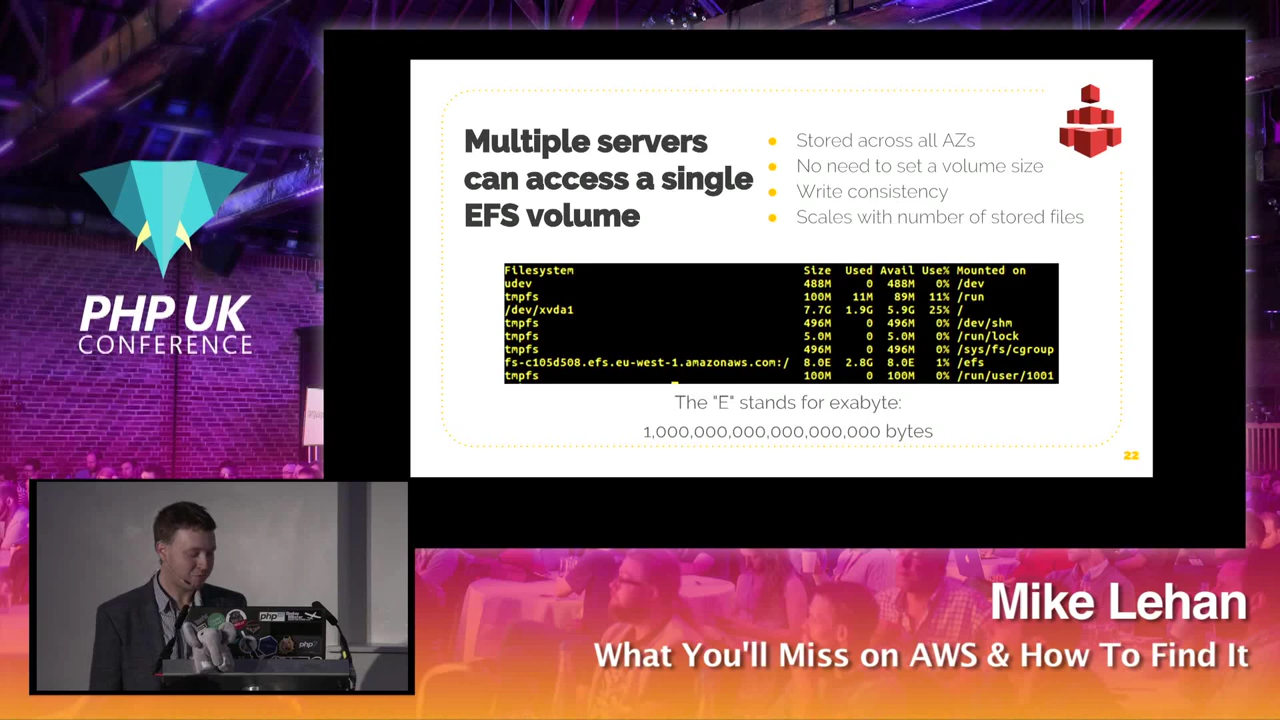 PHP UK
CONFERENCE
Multiple servers
can access a single
EFS volume
Stored across all AZs
No need to set a volume size
Write consistency
Scales with number of stored files
Filesystem Size Used Avail Use% Mounted on
udev 488M 0 488M 0% /dev
tmpfs 100M 11M 89M 11% /run
/dev/xvda1 7.7G 1.9G 5.9G 25% /
tmpfs 496M 0 496M 0% /dev/shm
tmpfs 5.0M 0 5.0M 0% /run/lock
tmpfs 496M 0 496M 0% /sys/fs/cgroup
fs-c105d508.efs.eu-west-1.amazonaws.com:/ 8.0E 2.8G 8.0E 1% /efs
tmpfs 100M 0 100M 0% /run/user/1001
The "E" stands for exabyte:
1,000,000,000,000,000,000 bytes
22
php
php
Mike Lehan
What You'll Miss on AWS & How To Find It